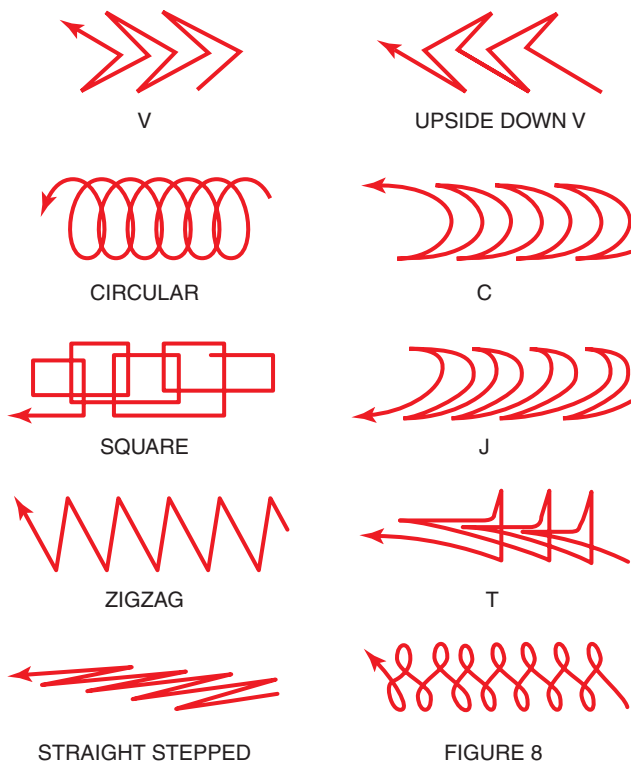 V
UPSIDE DOWN V
CIRCULAR
C
SQUARE
J
ZIGZAG
T
STRAIGHT STEPPED
FIGURE 8